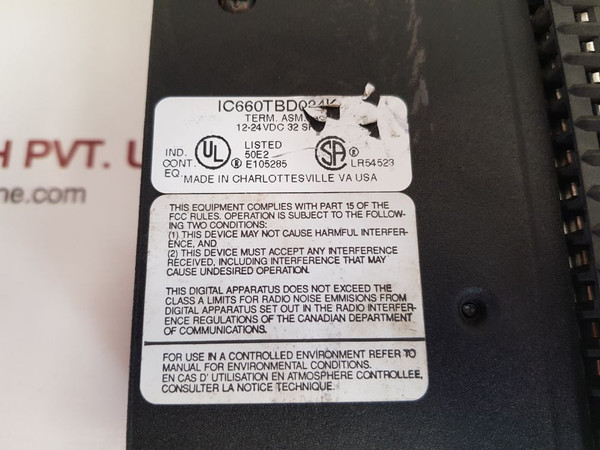 IC660TBD024K
TERM. ASM.
12-24VDC 32
IND. CONT. EQ.
UL
LISTED
50E2
E105285
SA
LR54523
MADE IN CHARLOTTESVILLE VA USA
THIS EQUIPMENT COMPLIES WITH PART 15 OF THE
FCC RULES. OPERATION IS SUBJECT TO THE FOLLOW-
ING TWO CONDITIONS:
(1) THIS DEVICE MAY NOT CAUSE HARMFUL INTERFER-
ENCE, AND
(2) THIS DEVICE MUST ACCEPT ANY INTERFERENCE
RECEIVED, INCLUDING INTERFERENCE THAT MAY
CAUSE UNDESIRED OPERATION.
THIS DIGITAL APPARATUS DOES NOT EXCEED THE
CLASS A LIMITS FOR RADIO NOISE EMMISIONS FROM
DIGITAL APPARATUS SET OUT IN THE RADIO INTERFER-
ENCE REGULATIONS OF THE CANADIAN DEPARTMENT
OF COMMUNICATIONS.
FOR USE IN A CONTROLLED ENVIRONMENT REFER TO
MANUAL FOR ENVIRONMENTAL CONDITIONS.
EN CAS D' UTILISATION EN ATMOSPHERE CONTROLLEE,
CONSULTER LA NOTICE TECHNIQUE.
H PVT.
ne.com